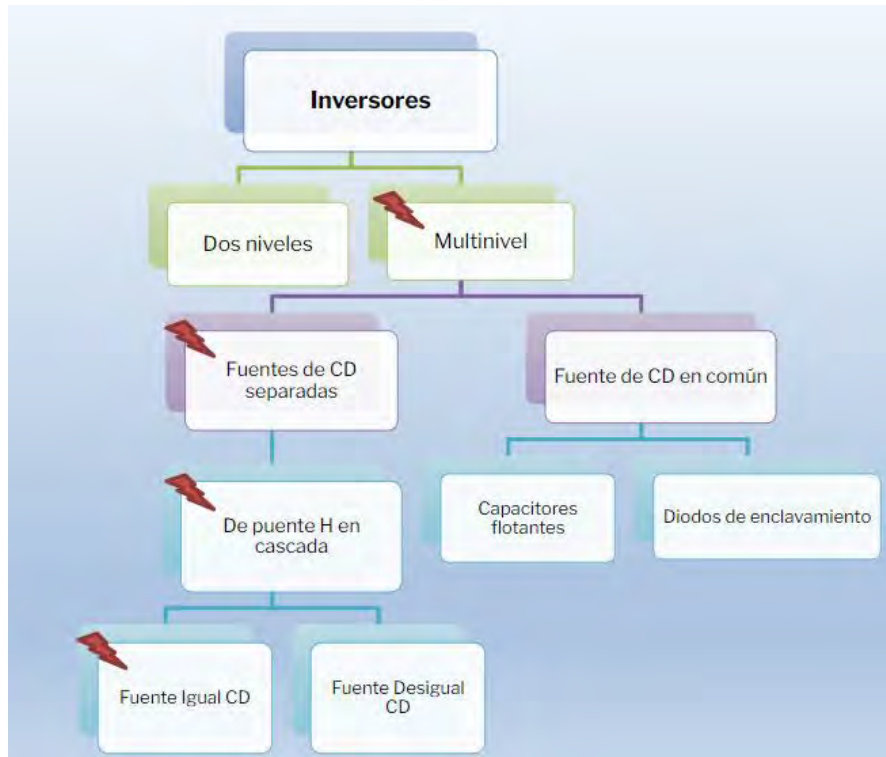 Inversores
Dos niveles
Multinivel
Fuentes de CD
separadas
Fuente de CD en común
De puente H en
cascada
Capacitores
flotantes
Diodos de enclavamiento
Fuente Igual CD
Fuente Desigual
CD